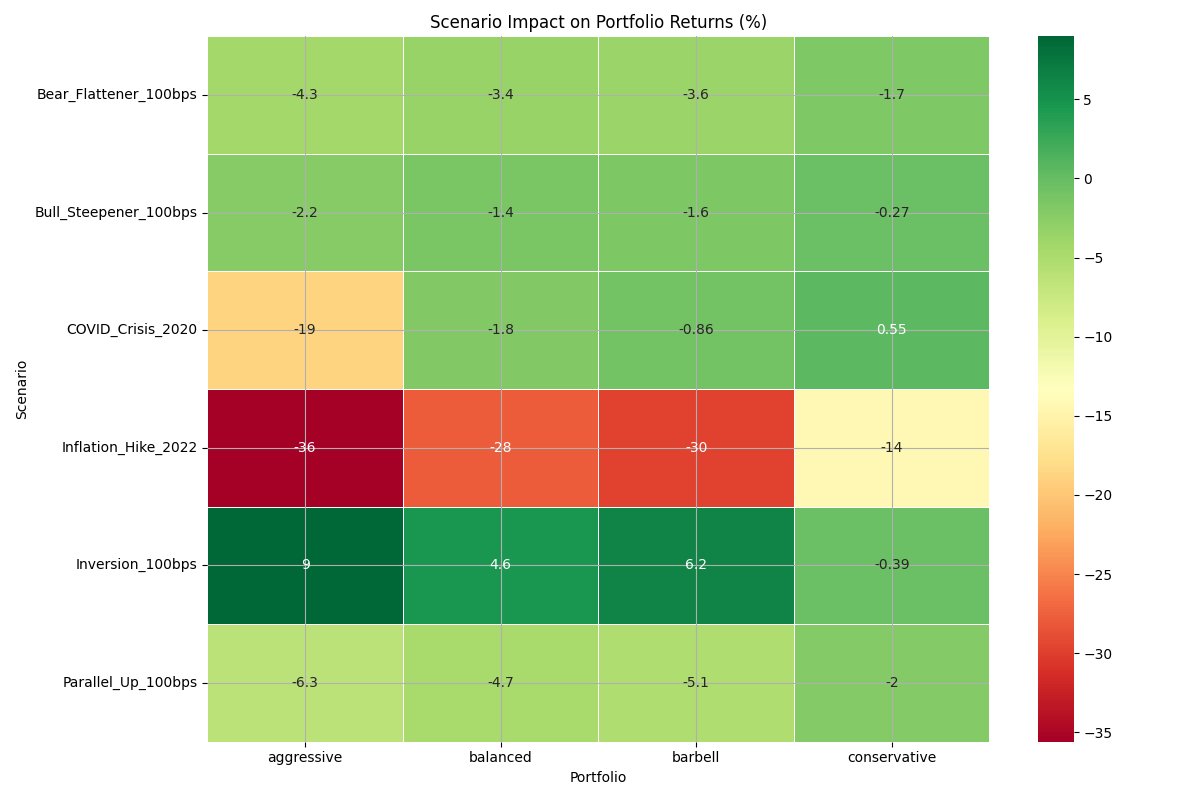 Scenario Impact on Portfolio Returns (%)
Scenario
Bear_Flattener_100bps -4.3 -3.4 -3.6 -1.7
Bull_Steepener_100bps -2.2 -1.4 -1.6 -0.27
COVID_Crisis_2020 -19 -1.8 -0.86 0.55
Inflation_Hike_2022 -36 -28 -30 -14
Inversion_100bps 9 4.6 6.2 -0.39
Parallel_Up_100bps -6.3 -4.7 -5.1 -2
aggressive balanced barbell conservative
Portfolio
5
0
−5
−10
−15
−20
−25
−30
−35